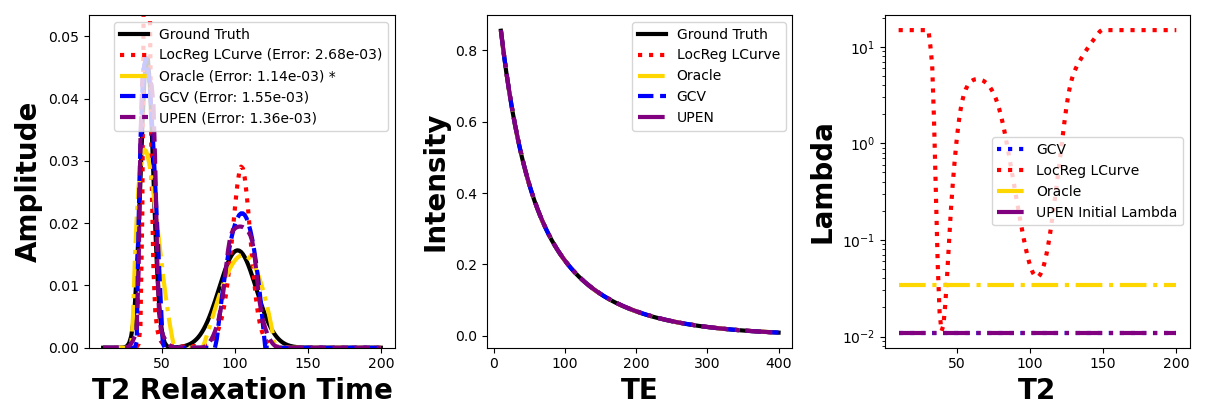 Amplitude
0.05
0.04
0.03
0.02
0.01
0.00
50
100
150
200
T2 Relaxation Time
Ground Truth
LocReg LCurve (Error: 2.68e-03)
Oracle (Error: 1.14e-03) *
GCV (Error: 1.55e-03)
UPEN (Error: 1.36e-03)
Intensity
0.8
0.6
0.4
0.2
0.0
0
100
200
300
400
TE
Ground Truth
LocReg LCurve
Oracle
GCV
UPEN
Lambda
10¹
10⁰
10⁻¹
10⁻²
50
100
150
200
T2
GCV
LocReg LCurve
Oracle
UPEN Initial Lambda